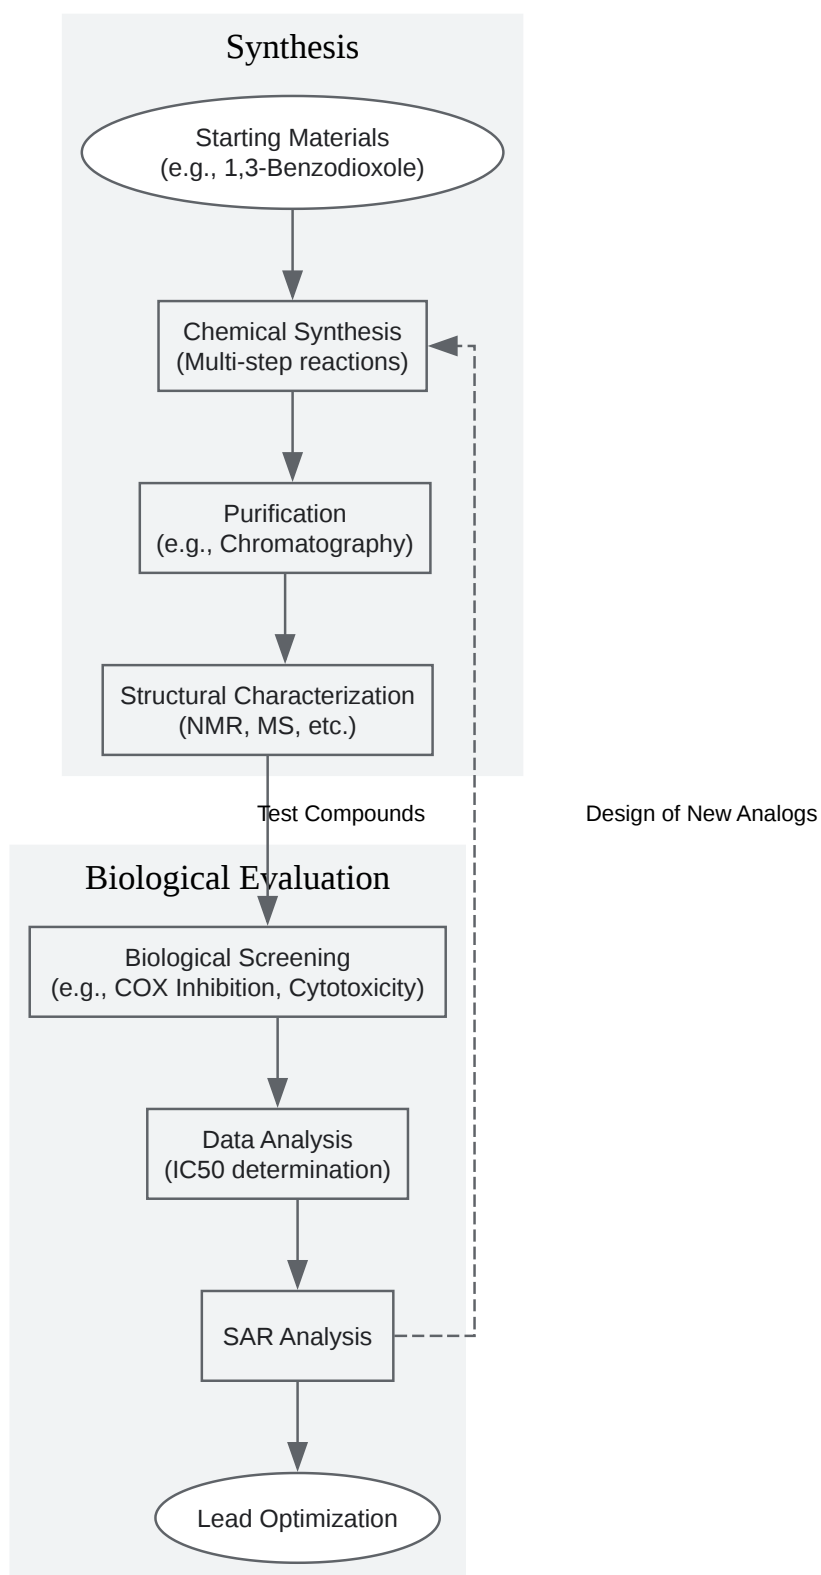 Synthesis
Starting Materials
(e.g., 1,3-Benzodioxole)
Chemical Synthesis
(Multi-step reactions)
Purification
(e.g., Chromatography)
Structural Characterization
(NMR, MS, etc.)
Test Compounds
Design of New Analogs
Biological Evaluation
Biological Screening
(e.g., COX Inhibition, Cytotoxicity)
Data Analysis
(IC50 determination)
SAR Analysis
Lead Optimization